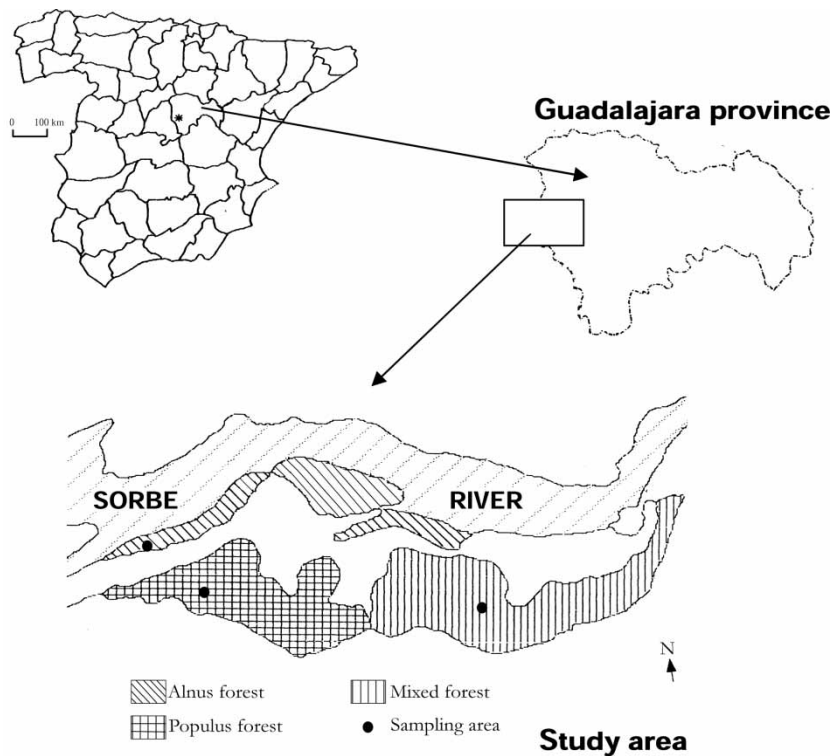 0 100 km
Guadalajara province
SORBE RIVER
N
Alnus forest Mixed forest
Populus forest Sampling area
Study area